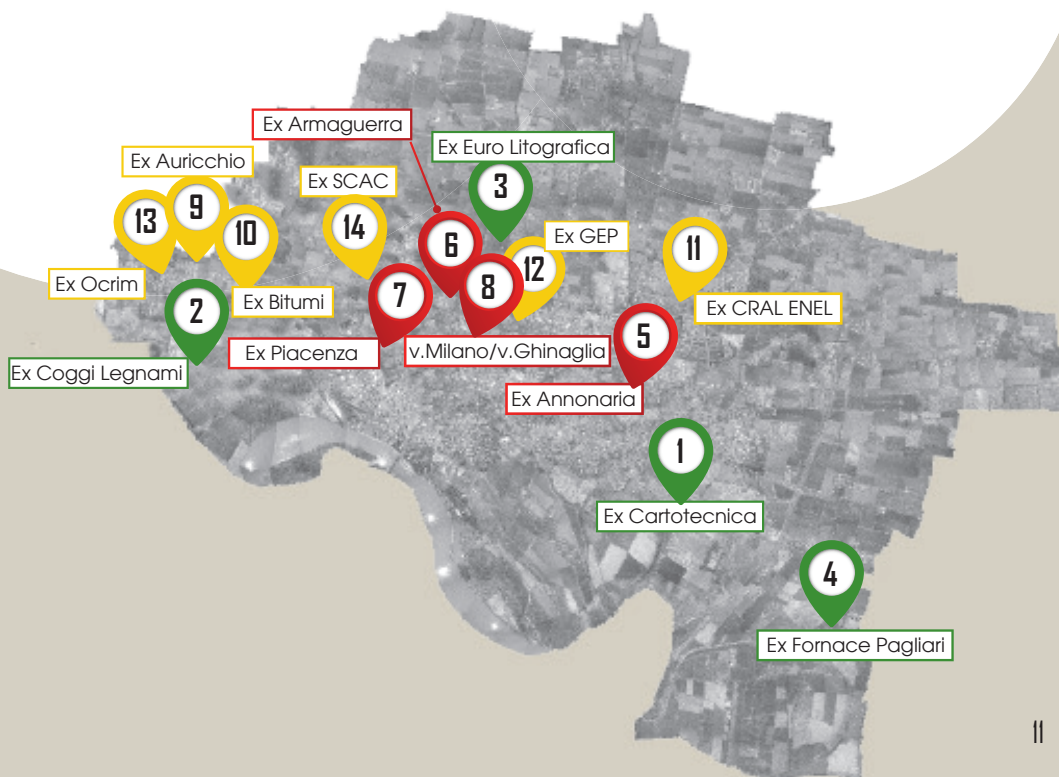 Ex Armaguerra
Ex Euro Litografica
Ex Auricchio
Ex SCAC
3
9
13
10
14
6
Ex GEP
11
12
Ex Ocrim
8
7
Ex Bitumi
2
Ex CRAL ENEL
5
Ex Piacenza
v.Milano/v.Ghinaglia
Ex Coggi Legnami
Ex Annonaria
1
Ex Cartotecnica
4
Ex Fornace Pagliari
11